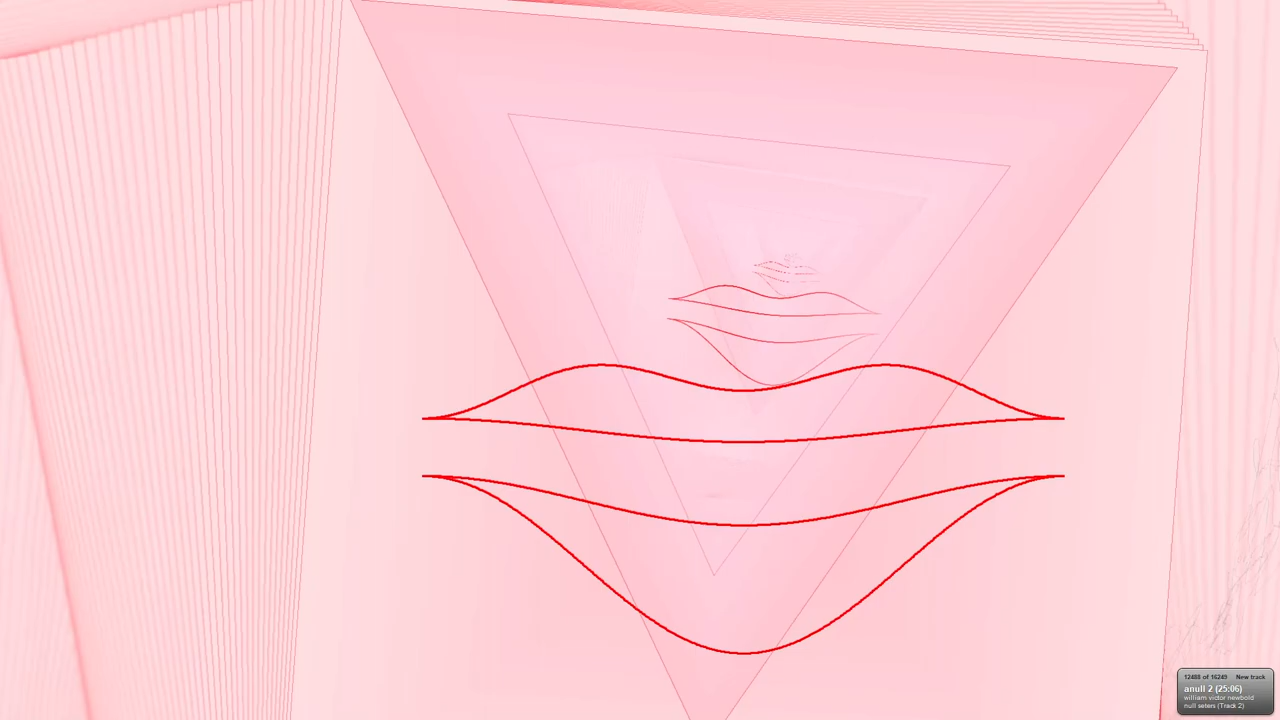 12488 of 16249 New track
anull 2 (25:06)
william victor newbold
null seters (Track 2)